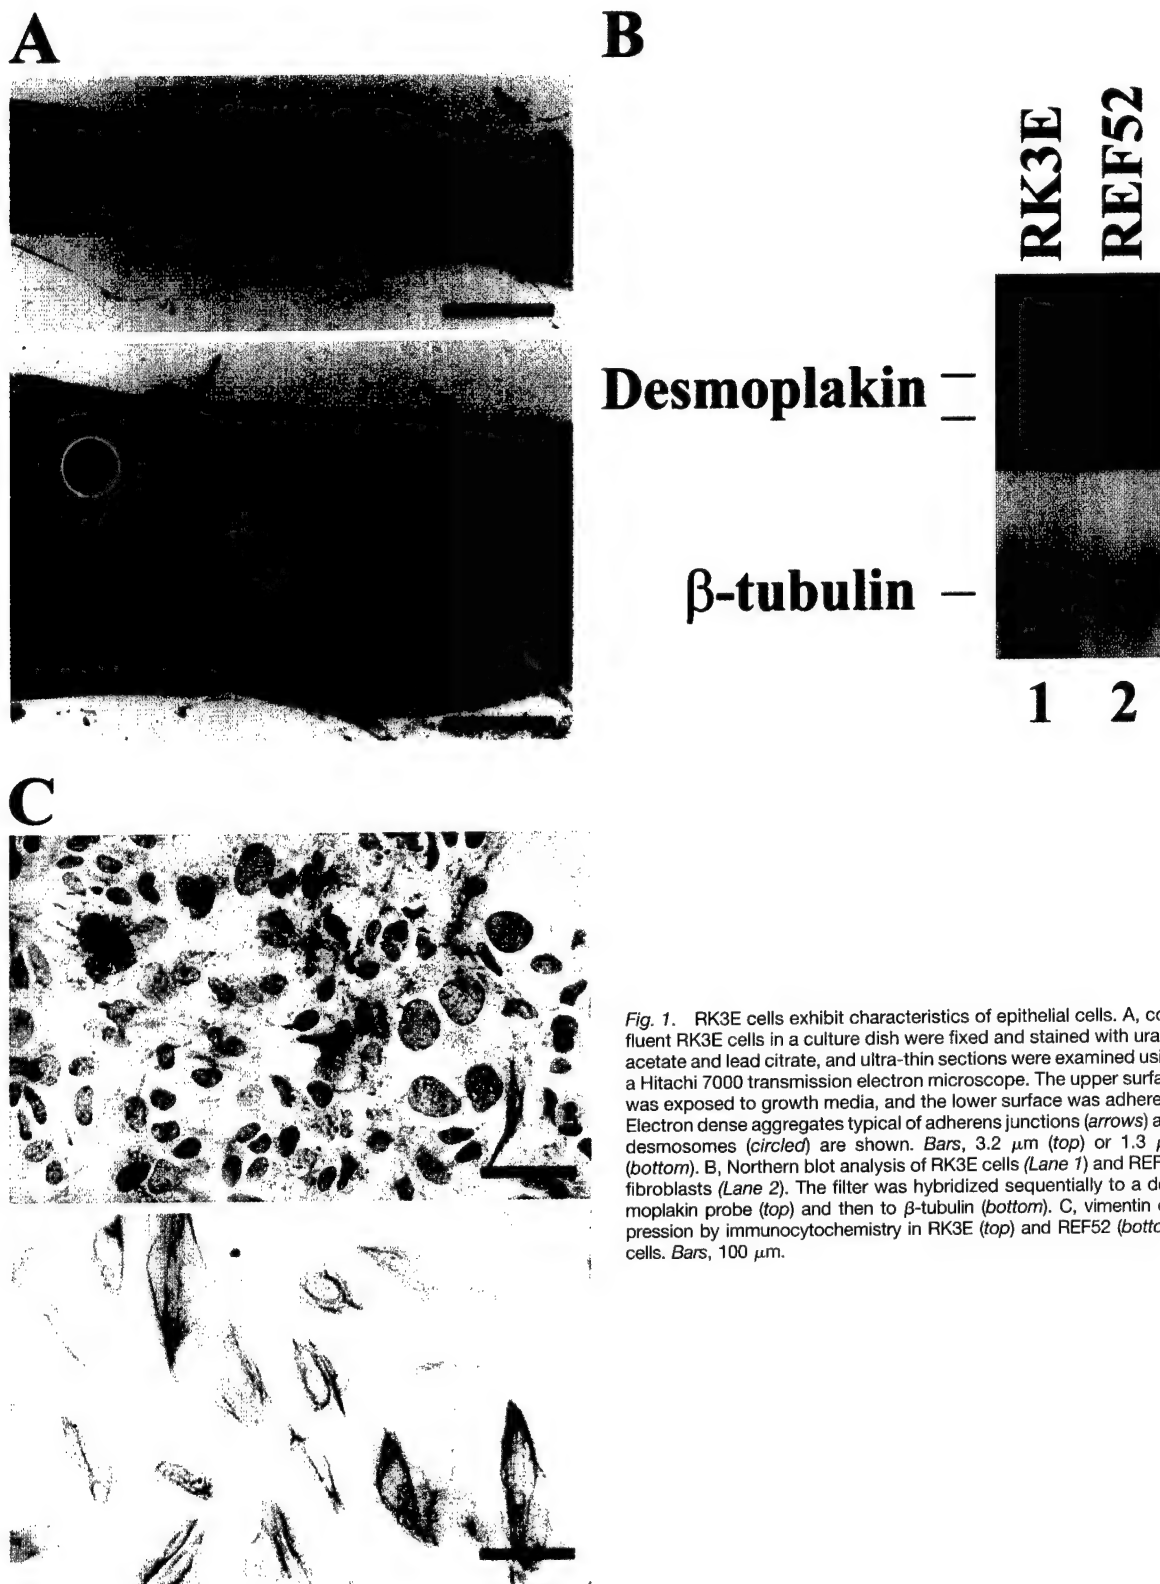 A
B
RK3E
REF52
Desmoplakin
β-tubulin
1 2
C
Fig. 1. RK3E cells exhibit characteristics of epithelial cells. A, co
fluent RK3E cells in a culture dish were fixed and stained with ura
acetate and lead citrate, and ultra-thin sections were examined usi
a Hitachi 7000 transmission electron microscope. The upper surfa
was exposed to growth media, and the lower surface was adhere
Electron dense aggregates typical of adherens junctions (arrows) a
desmosomes (circled) are shown. Bars, 3.2 μm (top) or 1.3 μ
(bottom). B, Northern blot analysis of RK3E cells (Lane 1) and REF
fibroblasts (Lane 2). The filter was hybridized sequentially to a de
moplakin probe (top) and then to β-tubulin (bottom). C, vimentin e
pression by immunocytochemistry in RK3E (top) and REF52 (botto
cells. Bars, 100 μm.